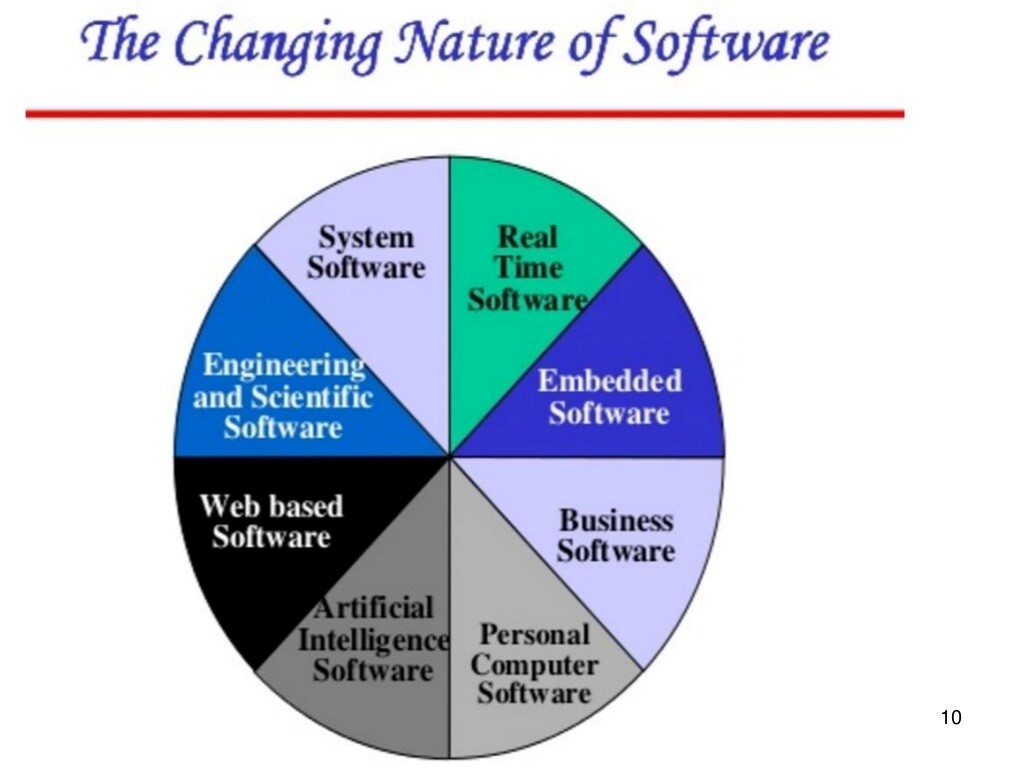 The Changing Nature of Software
System
Software
Real
Time
Software
Engineering
and Scientific
Software
Embedded
Software
Web based
Software
Business
Software
Artificial
Intelligence
Software
Personal
Computer
Software
10